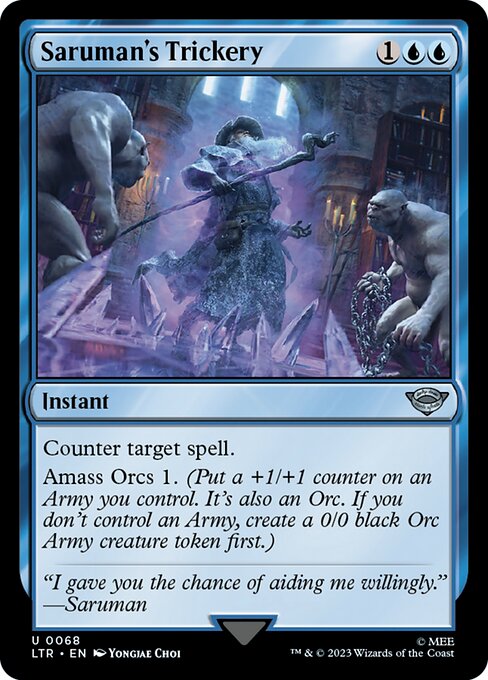 Saruman's Trickery 1
Instant
Counter target spell.
Amass Orcs 1. (Put a +1/+1 counter on an
Army you control. It's also an Orc. If you
don't control an Army, create a 0/0 black Orc
Army creature token first.)
"I gave you the chance of aiding me willingly."
—Saruman
U 0068
LTR • EN Yongjae Choi
© MEE
™ & © 2023 Wizards of the Coast